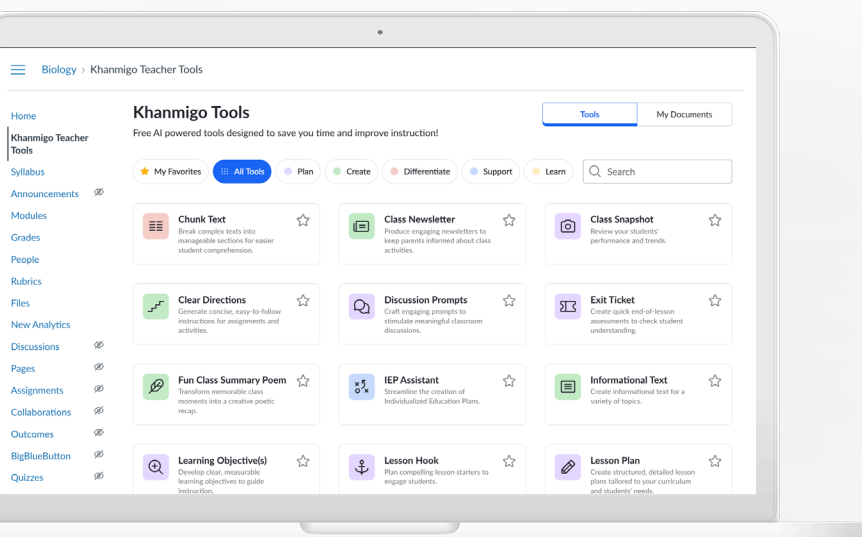 Biology > Khanmigo Teacher Tools
Home
Khanmigo Teacher
Tools
Syllabus
Announcements
Modules
Grades
People
Rubrics
Files
New Analytics
Discussions
Pages
Assignments
Collaborations
Outcomes
BigBlueButton
Quizzes
Khanmigo Tools
Free AI powered tools designed to save you time and improve instruction!
Tools
My Documents
My Favorites
All Tools
Plan
Create
Differentiate
Support
Learn
Search
Chunk Text
Break complex texts into
manageable sections for easier
student comprehension.
Class Newsletter
Produce engaging newsletters to
keep parents informed about class
activities.
Class Snapshot
Review your students'
performance and trends.
Clear Directions
Generate concise, easy-to-follow
instructions for assignments and
activities.
Discussion Prompts
Craft engaging prompts to
stimulate meaningful classroom
discussions.
Exit Ticket
Create quick end-of-lesson
assessments to check student
understanding.
Fun Class Summary Poem
Transform memorable class
moments into a creative poetic
recap.
IEP Assistant
Streamline the creation of
Individualized Education Plans.
Informational Text
Create informational text for a
variety of topics.
Learning Objective(s)
Develop clear, measurable
learning objectives to guide
instruction.
Lesson Hook
Plan compelling lesson starters to
engage students.
Lesson Plan
Create structured, detailed lesson
plans tailored to your curriculum
and students' needs.